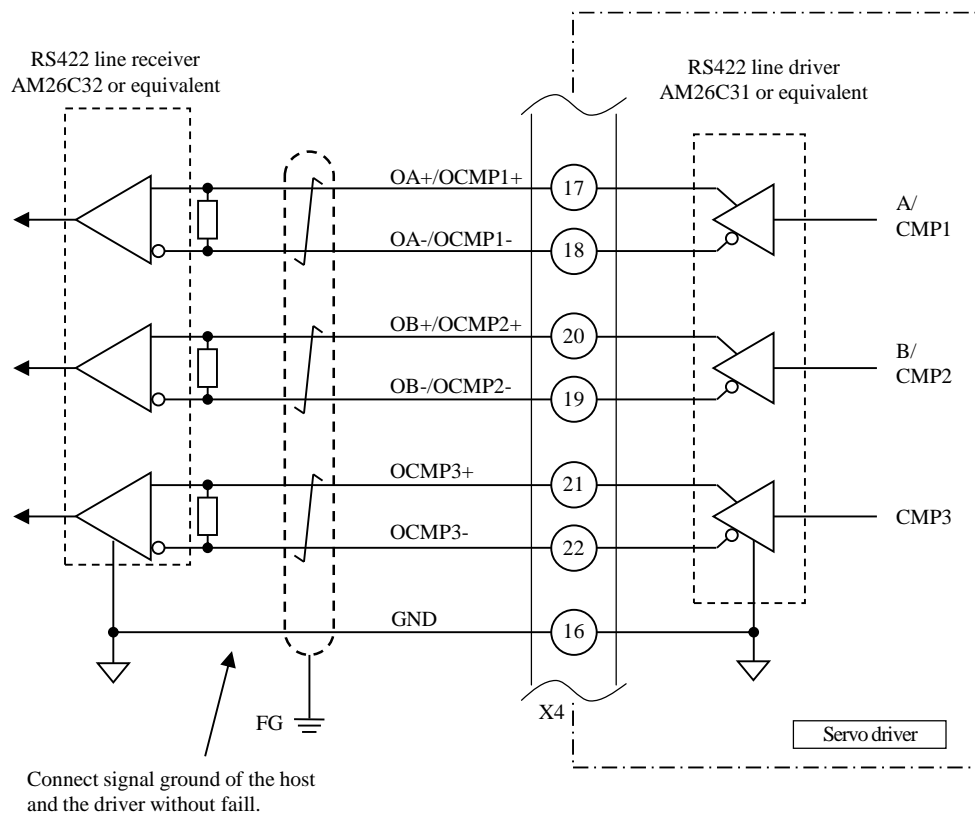 RS422 line receiver
AM26C32 or equivalent
RS422 line driver
AM26C31 or equivalent
OA+/OCMP1+
17
A/
CMP1
OA-/OCMP1-
18
OB+/OCMP2+
20
B/
CMP2
OB-/OCMP2-
19
OCMP3+
21
CMP3
OCMP3-
22
GND
16
FG
X4
Servo driver
Connect signal ground of the host
and the driver without faill.